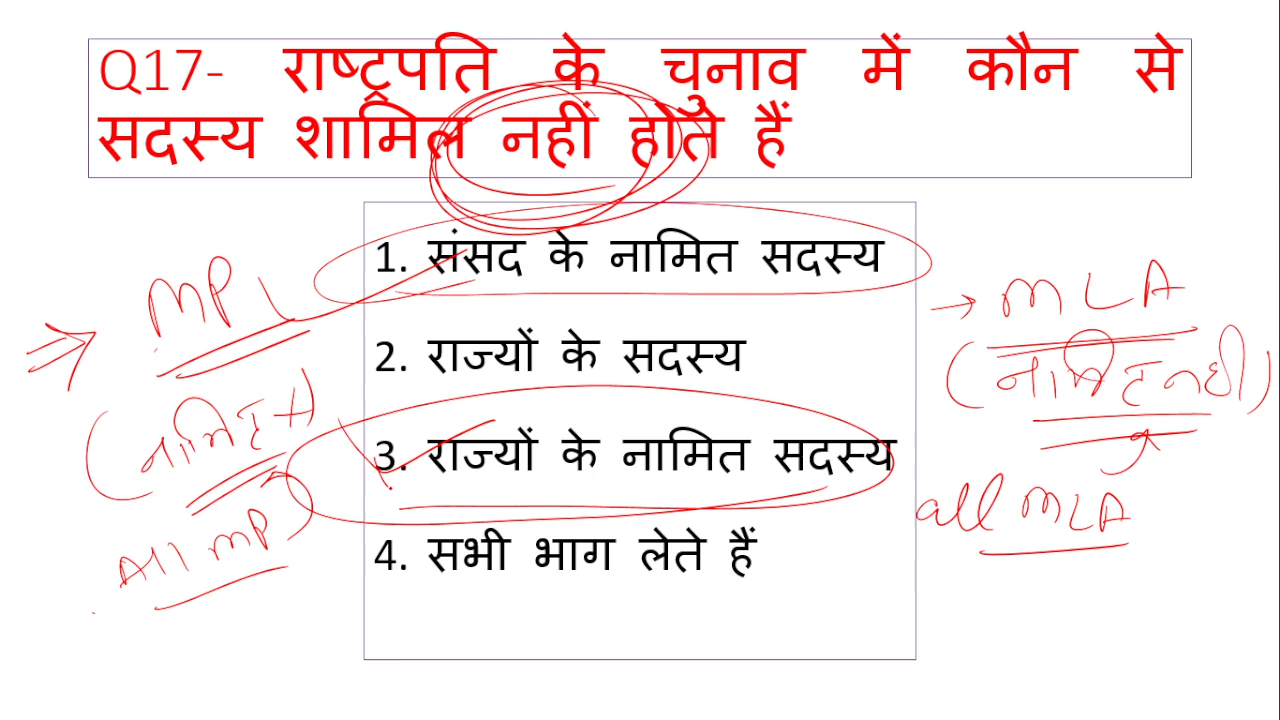 Q17- राष्ट्रपति के चुनाव में कौन से
सदस्य शामिल नहीं होते हैं
1. संसद के नामित सदस्य
2. राज्यों के सदस्य
3. राज्यों के नामित सदस्य
4. सभी भाग लेते हैं
MP
All MP
→ MLA
all MLA